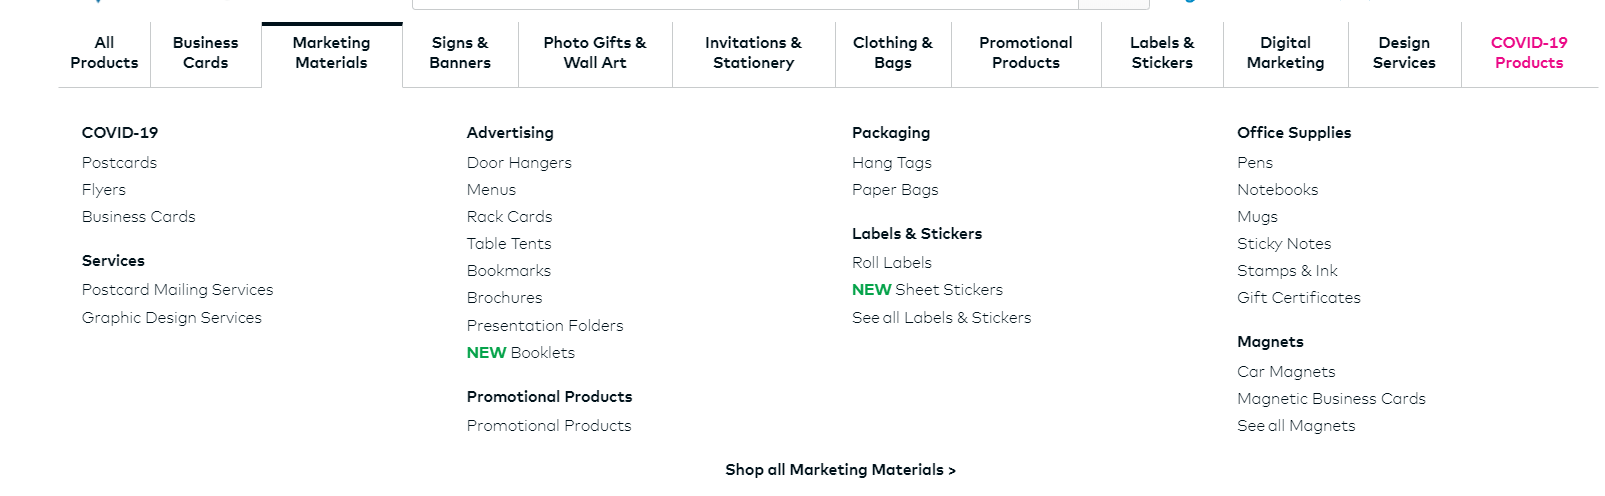 All Products
Business Cards
Marketing Materials
Signs & Banners
Photo Gifts & Wall Art
Invitations & Stationery
Clothing & Bags
Promotional Products
Labels & Stickers
Digital Marketing
Design Services
COVID-19 Products
COVID-19
Postcards
Flyers
Business Cards
Services
Postcard Mailing Services
Graphic Design Services
Advertising
Door Hangers
Menus
Rack Cards
Table Tents
Bookmarks
Brochures
Presentation Folders
NEW Booklets
Promotional Products
Promotional Products
Packaging
Hang Tags
Paper Bags
Labels & Stickers
Roll Labels
NEW Sheet Stickers
See all Labels & Stickers
Office Supplies
Pens
Notebooks
Mugs
Sticky Notes
Stamps & Ink
Gift Certificates
Magnets
Car Magnets
Magnetic Business Cards
See all Magnets
Shop all Marketing Materials >